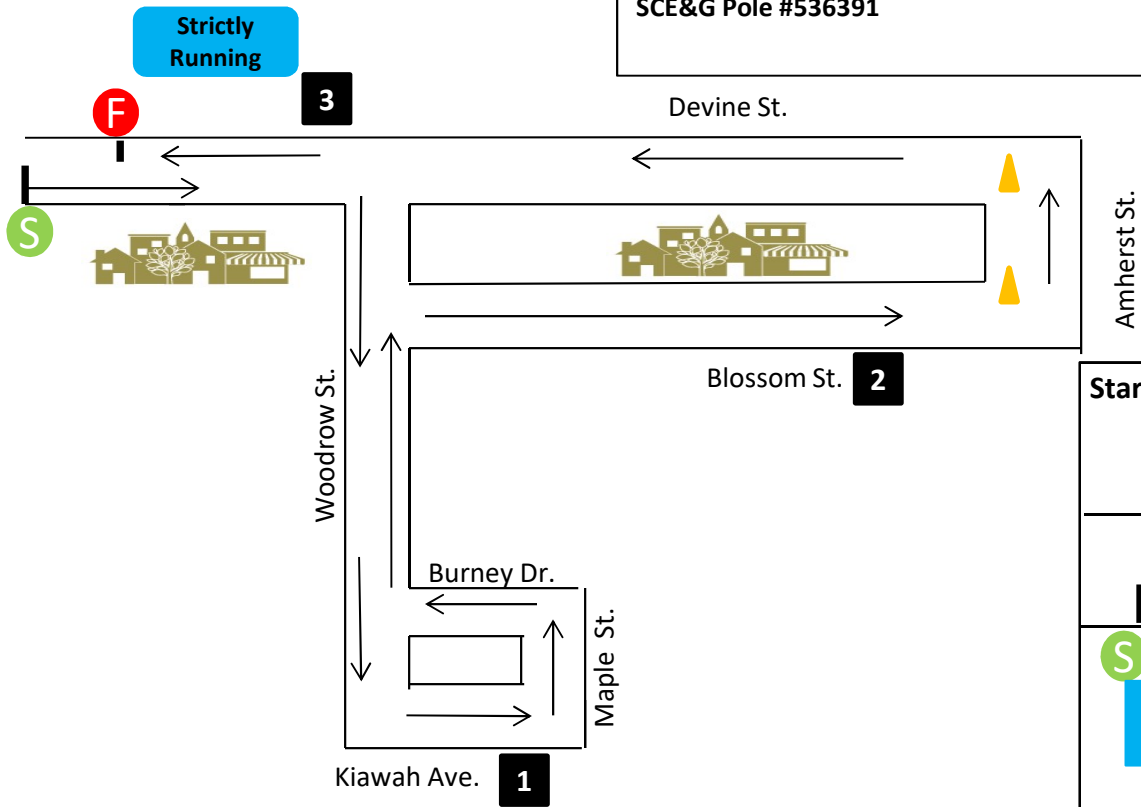 SCE&G Pole #536391
Strictly
Running
3
F
Devine St.
S
Amherst St.
Woodrow St.
Blossom St.
2
Burney Dr.
Maple St.
Kiawah Ave.
1
S